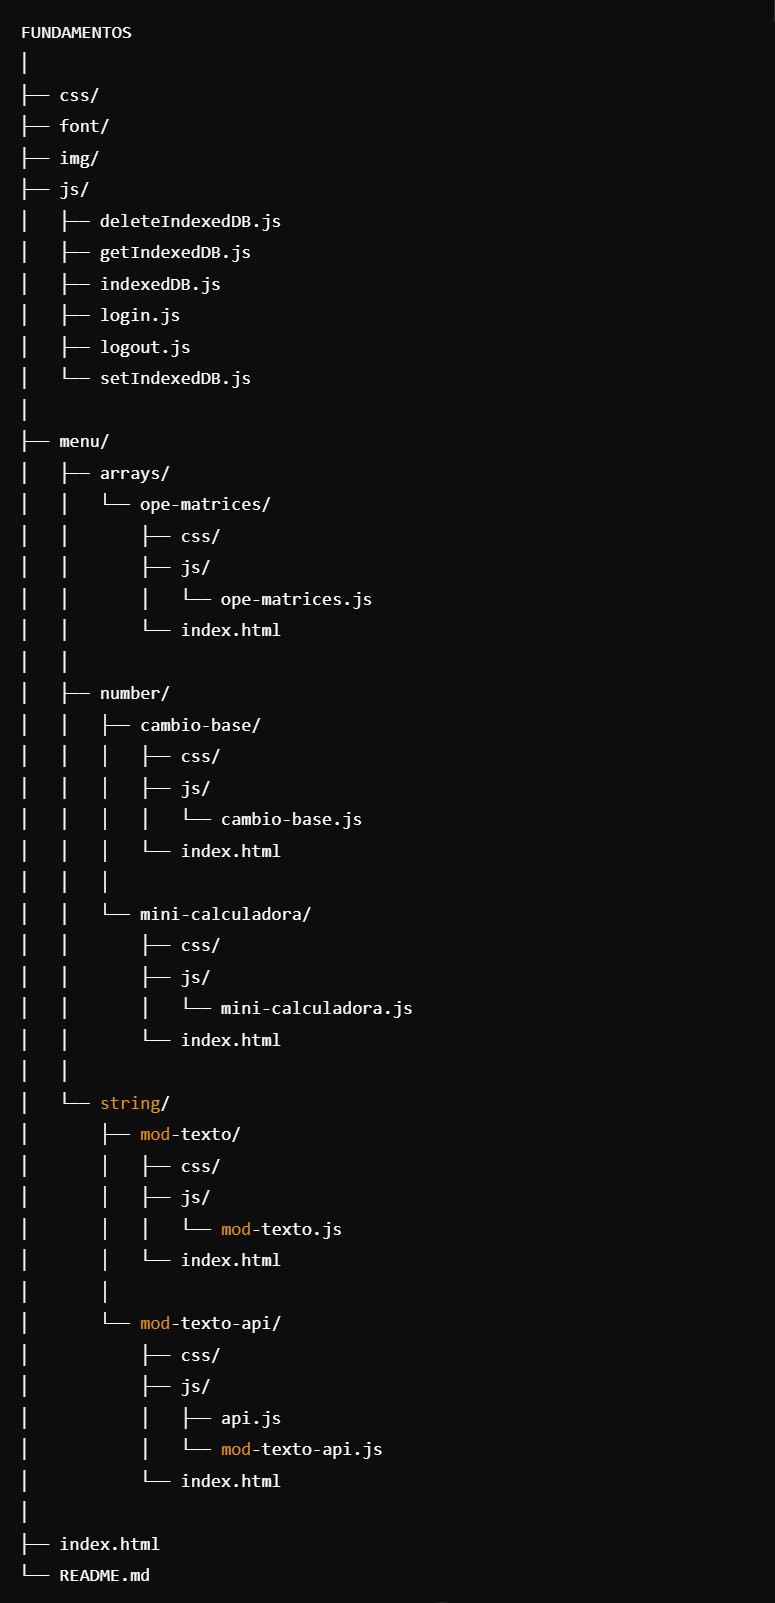 FUNDAMENTOS
│
├── css/
├── font/
├── img/
├── js/
│   ├── deleteIndexedDB.js
│   ├── getIndexedDB.js
│   ├── indexedDB.js
│   ├── login.js
│   ├── logout.js
│   └── setIndexedDB.js
│
├── menu/
│   ├── arrays/
│   │   └── ope-matrices/
│   │       ├── css/
│   │       ├── js/
│   │       │   └── ope-matrices.js
│   │       └── index.html
│   │
│   ├── number/
│   │   ├── cambio-base/
│   │   │   ├── css/
│   │   │   ├── js/
│   │   │   │   └── cambio-base.js
│   │   │   └── index.html
│   │   │
│   │   └── mini-calculadora/
│   │       ├── css/
│   │       ├── js/
│   │       │   └── mini-calculadora.js
│   │       └── index.html
│   │
│   └── string/
│       ├── mod-texto/
│       │   ├── css/
│       │   ├── js/
│       │   │   └── mod-texto.js
│       │   └── index.html
│       │
│       └── mod-texto-api/
│           ├── css/
│           ├── js/
│           │   ├── api.js
│           │   └── mod-texto-api.js
│           └── index.html
│
├── index.html
└── README.md